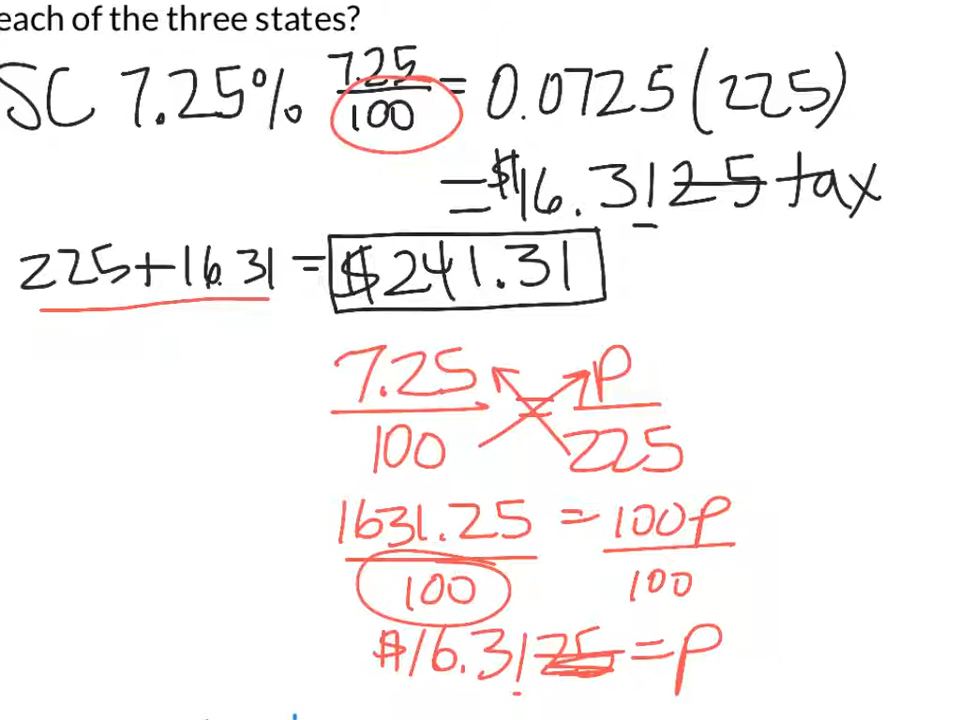 each of the three states?
SC 7.25% 7.25/100 = 0.0725(225)
=$16.3125 tax
225+16.31 = $241.31
7.25/100 = P/225
1631.25/100 = 100P/100
$16.3125 = P